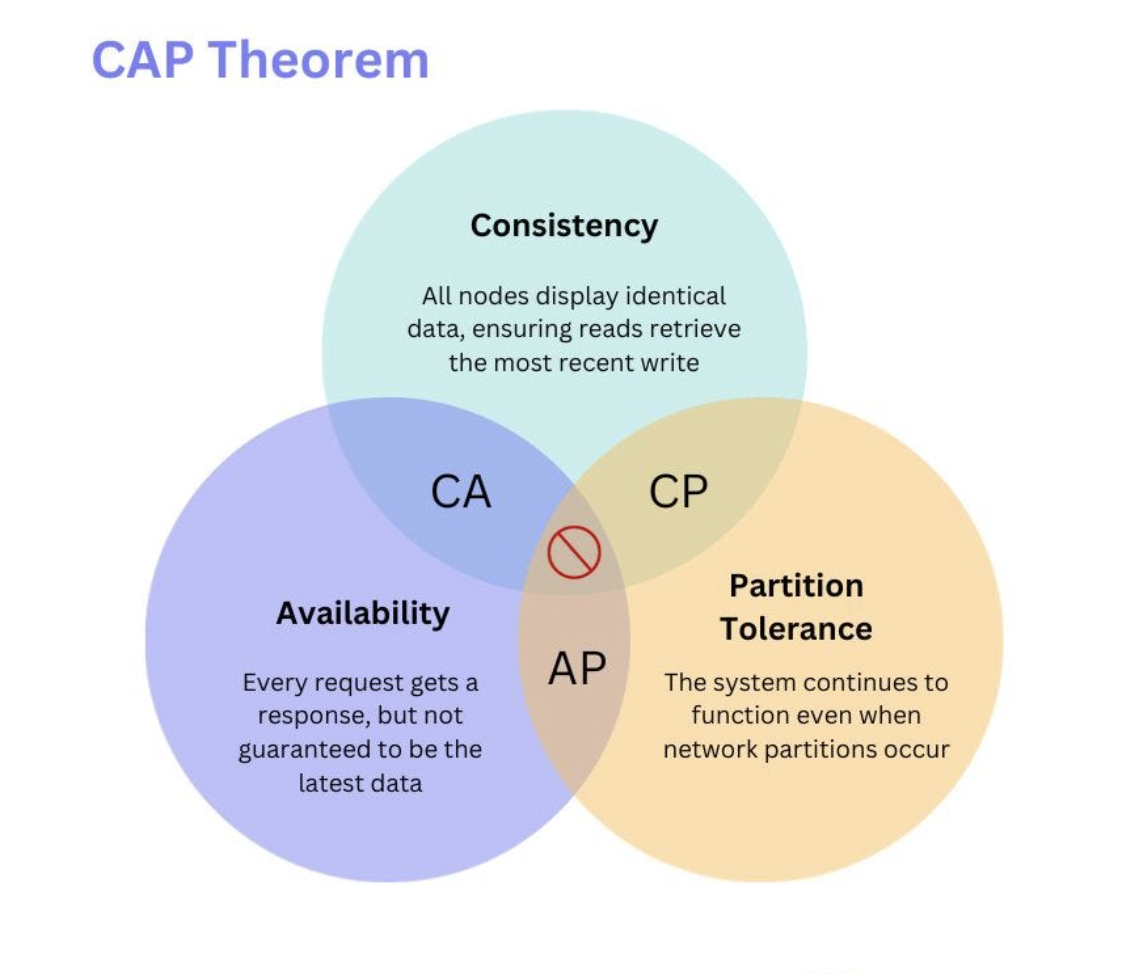 CAP Theorem
Consistency
All nodes display identical
data, ensuring reads retrieve
the most recent write
CA
CP
Availability
Every request gets a
response, but not
guaranteed to be the
latest data
AP
Partition
Tolerance
The system continues to
function even when
network partitions occur